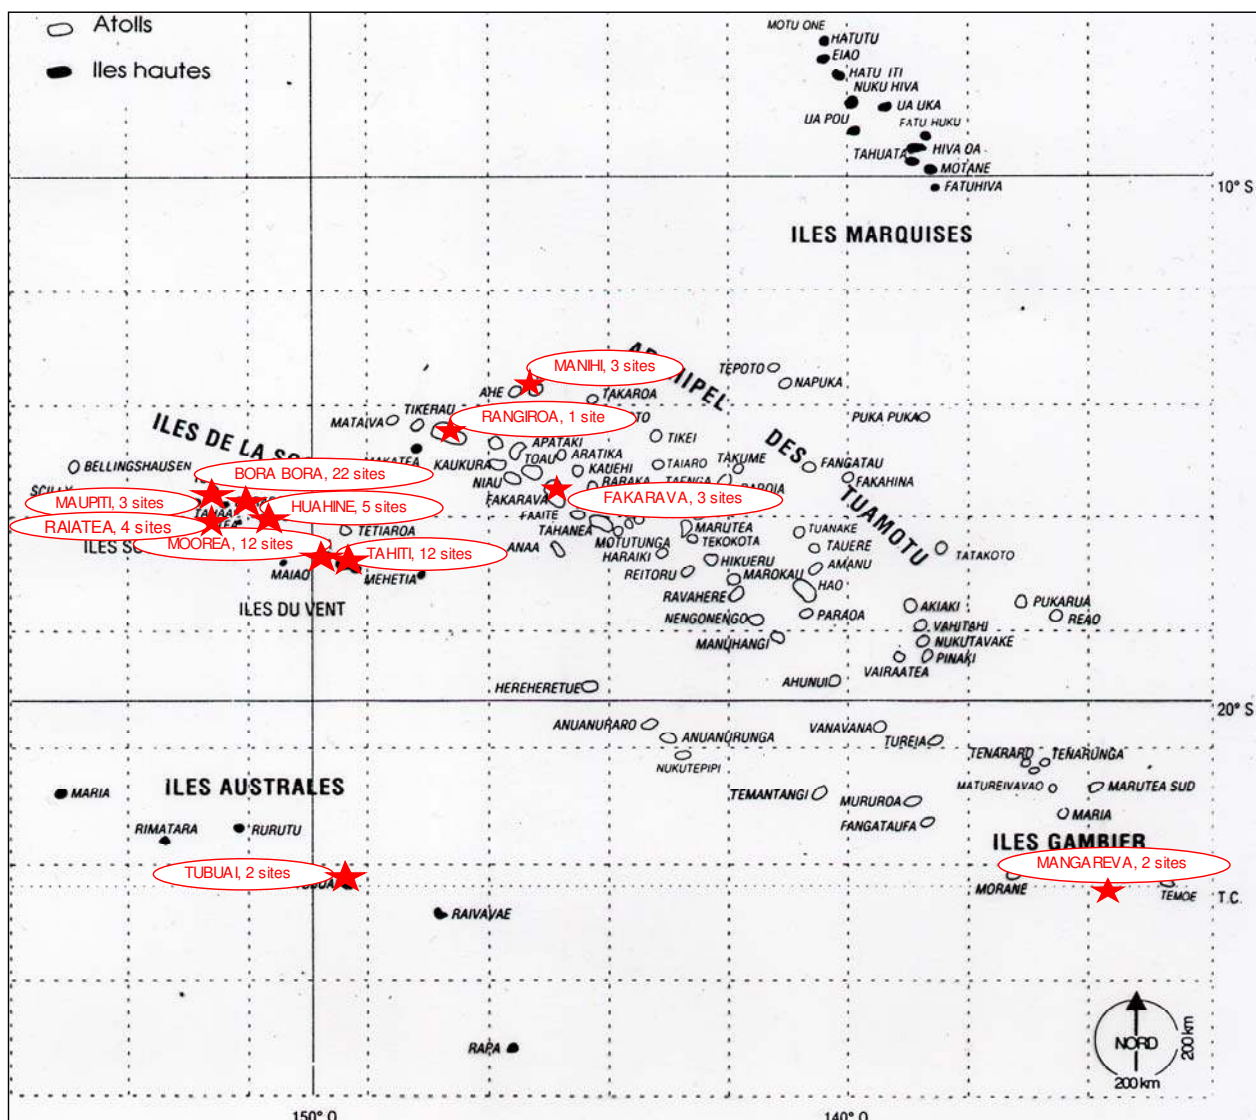 Atolls
Iles hautes
MOTU ONE
HATUTU
EIAO
HATU ITI
NUKU HIVA
UA UKA
UA POU
FATU HUKU
TAHUATA
HIVA OA
MOTANE
FATUHIVA
10° S
ILES MARQUISES
MANIHI, 3 sites
ARCHIPEL
DES
TUAMOTU
TEPOTO
NAPUKA
AHE
TAKAROA
TIKERAU
MATAIVA
RANGIROA, 1 site
PUKA PUKA
ILES DE LA
TIKEI
APATAKI
ARATIKA
KAUKURA
TOAU
KAUEHI
TAIARO
TAKUME
FANGATAU
FAKAHINA
BELLINGSHAUSEN
BORA BORA, 22 sites
NIAU
RARAKA
FAKARAVA
FAKARAVA, 3 sites
MAUPITI, 3 sites
HUAHINE, 5 sites
RAIATEA, 4 sites
FAAITE
TAHANEA
MARUTEA
TUANAKE
TETIAROA
MOTUTUNGA
TEKOKOTA
TAUERE
TATAKOTO
MOOREA, 12 sites
TAHITI, 12 sites
ANAA
HARAIKI
HIKUERU
AMANU
MAIAO
MEHETIA
REITORU
MAROKAU
HAO
RAVAHERE
ILES DU VENT
AKIAKI
PUKARUA
REAO
NENGONENGO
PARAOA
VAHITAHI
MANUHANGI
NUKUTAVAKE
PINAKI
VAIRAATEA
HEREHERETUE
AHUNUI
20° S
ANUANURARO
ANUANURUNGA
NUKUTEPIPI
VANAVANA
TUREIA
TENARARO
TENARUNGA
MATUREIVAVAO
MARUTEA SUD
MARIA
ILES AUSTRALES
TEMANTANGI
MURUROA
MARIA
RIMATARA
RURUTU
FANGATAUFA
ILES GAMBIER
TUBUAI, 2 sites
MANGAREVA, 2 sites
MORANE
TEMOE
T.C.
RAIVAVAE
RAPA
NORD
200 km
200 km
150° O
140° O